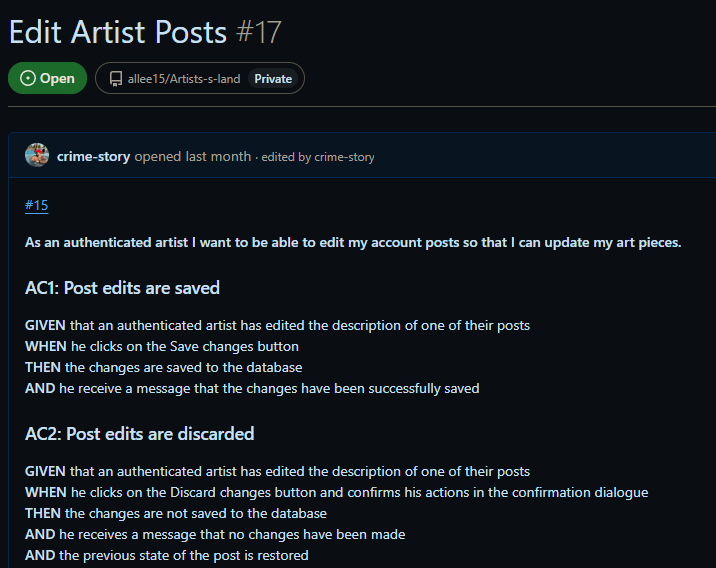 Edit Artist Posts #17
Open
allee15/Artists-s-land Private
crime-story opened last month · edited by crime-story
#15
As an authenticated artist I want to be able to edit my account posts so that I can update my art pieces.
AC1: Post edits are saved
GIVEN that an authenticated artist has edited the description of one of their posts
WHEN he clicks on the Save changes button
THEN the changes are saved to the database
AND he receive a message that the changes have been successfully saved
AC2: Post edits are discarded
GIVEN that an authenticated artist has edited the description of one of their posts
WHEN he clicks on the Discard changes button and confirms his actions in the confirmation dialogue
THEN the changes are not saved to the database
AND he receives a message that no changes have been made
AND the previous state of the post is restored